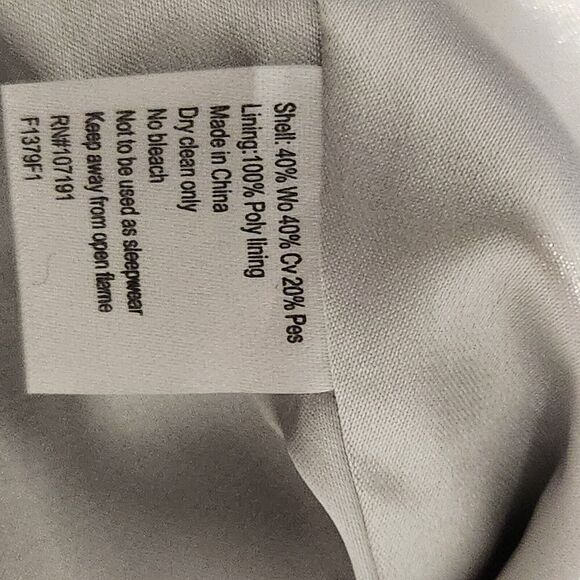 Shell: 40% Wo 40% Cv 20% Pes
Lining:100% Poly lining
Made in China
Dry clean only
No bleach
Not to be used as sleepwear
Keep away from open flame
RN#107191
F1379F1